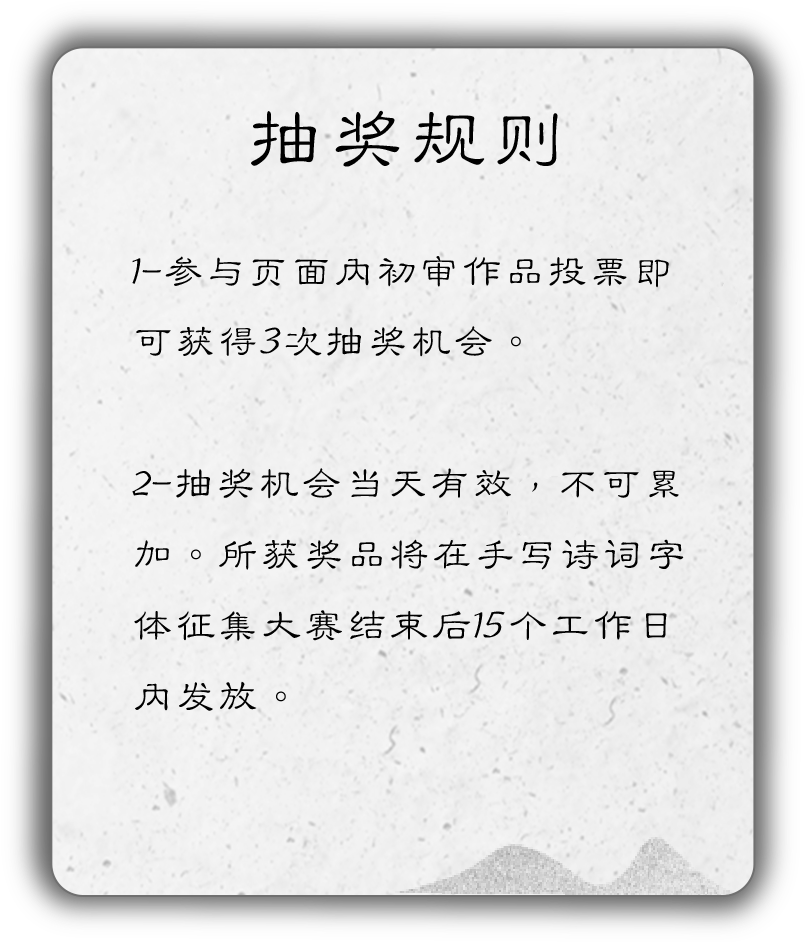 抽奖规则
1-参与页面内初审作品投票即
可获得3次抽奖机会。
2-抽奖机会当天有效，不可累
加。所获奖品将在手写诗词字
体征集大赛结束后15个工作日
内发放。